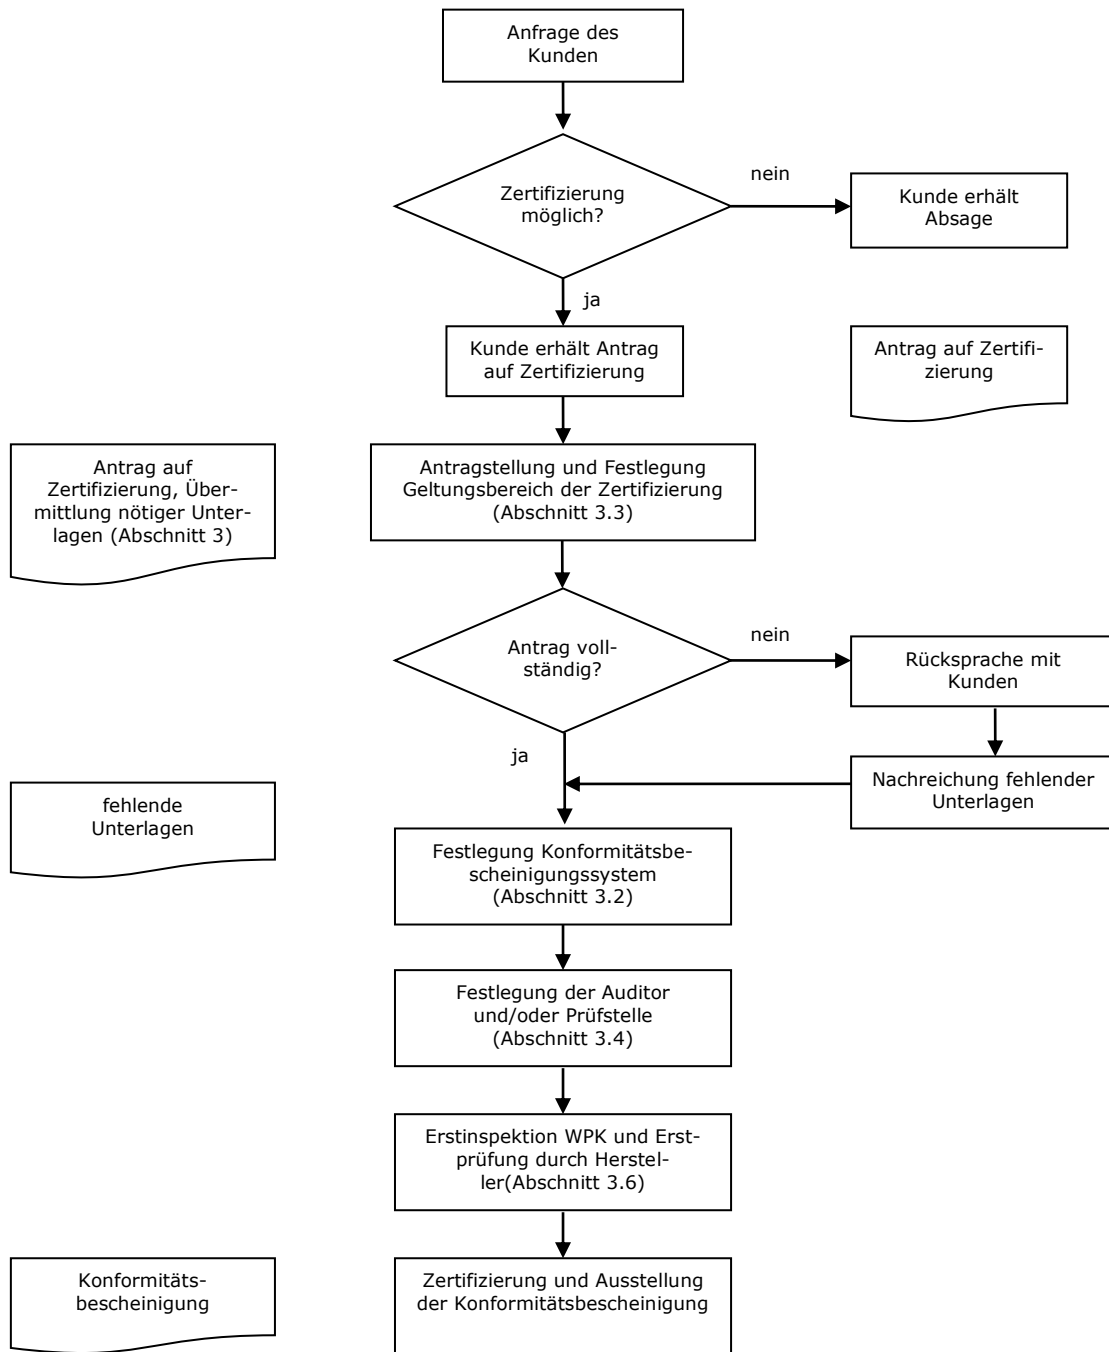 Anfrage des
Kunden
Zertifizierung
möglich?
nein
Kunde erhält
Absage
ja
Kunde erhält Antrag
auf Zertifizierung
Antrag auf Zertifi-
zierung
Antrag auf
Zertifizierung, Über-
mittlung nötiger Unter-
lagen (Abschnitt 3)
Antragstellung und Festlegung
Geltungsbereich der Zertifizierung
(Abschnitt 3.3)
Antrag voll-
ständig?
nein
Rücksprache mit
Kunden
ja
Nachreichung fehlender
Unterlagen
fehlende
Unterlagen
Festlegung Konformitätsbe-
scheinigungssystem
(Abschnitt 3.2)
Festlegung der Auditor
und/oder Prüfstelle
(Abschnitt 3.4)
Erstinspektion WPK und Erst-
prüfung durch Herstel-
ler(Abschnitt 3.6)
Konformitäts-
bescheinigung
Zertifizierung und Ausstellung
der Konformitätsbescheinigung